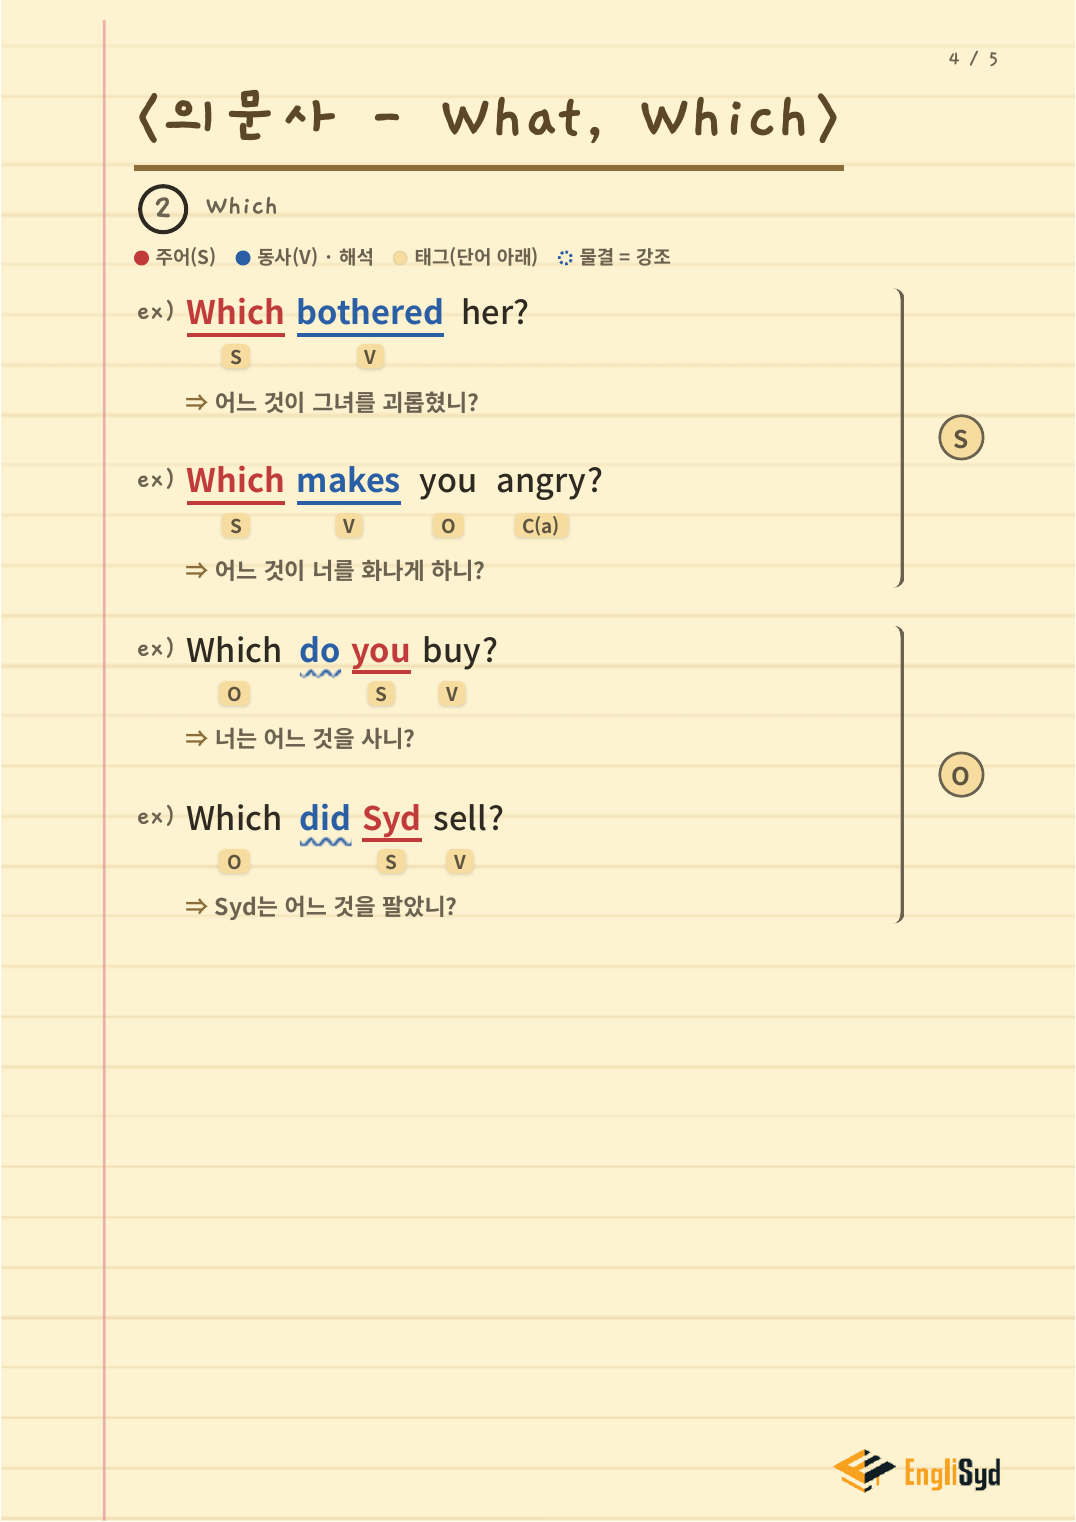 4 / 5
<의문사 - What, Which>
2 Which
주어(S) 동사(V) · 해석 태그(단어 아래) 물결 = 강조
ex) Which bothered her?
S V
⇒ 어느 것이 그녀를 괴롭혔니?
S
ex) Which makes you angry?
S V O C(a)
⇒ 어느 것이 너를 화나게 하니?
ex) Which do you buy?
O S V
⇒ 너는 어느 것을 사니?
O
ex) Which did Syd sell?
O S V
⇒ Syd는 어느 것을 팔았니?
EngliSyd